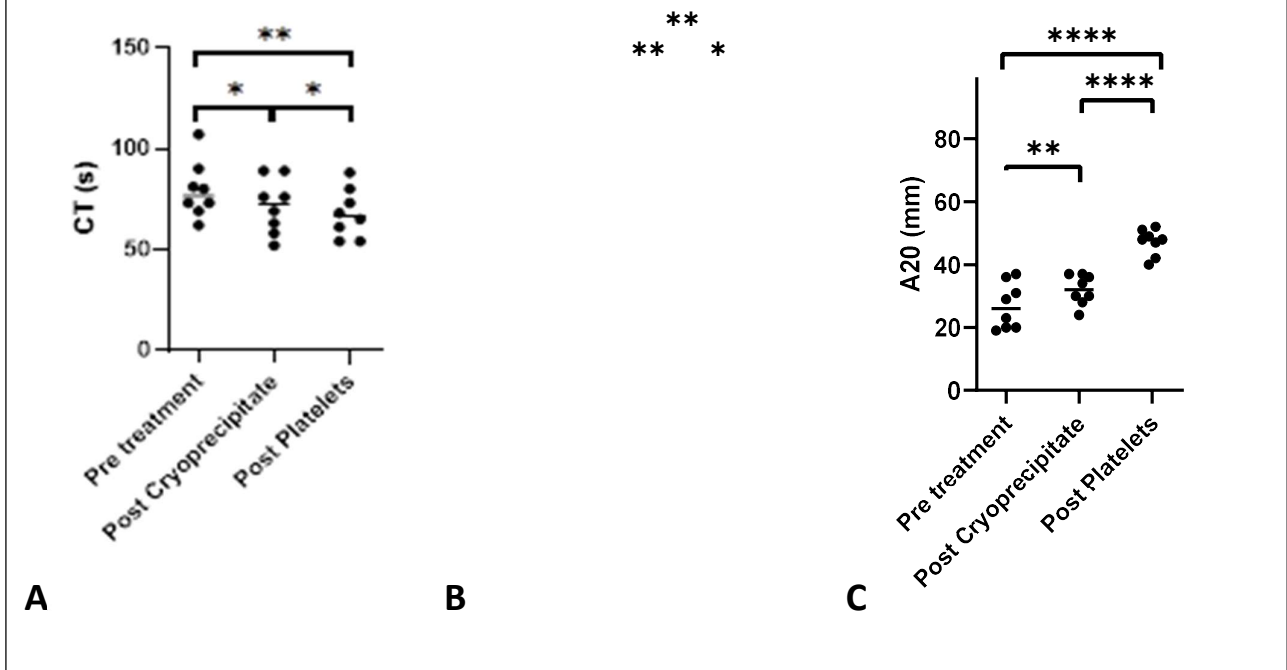 **
* *
150
100
50
0
CT (s)
Pre treatment
Post Cryoprecipitate
Post Platelets
A
**
** *
B
****
****
**
80
60
40
20
0
A20 (mm)
Pre treatment
Post Cryoprecipitate
Post Platelets
C